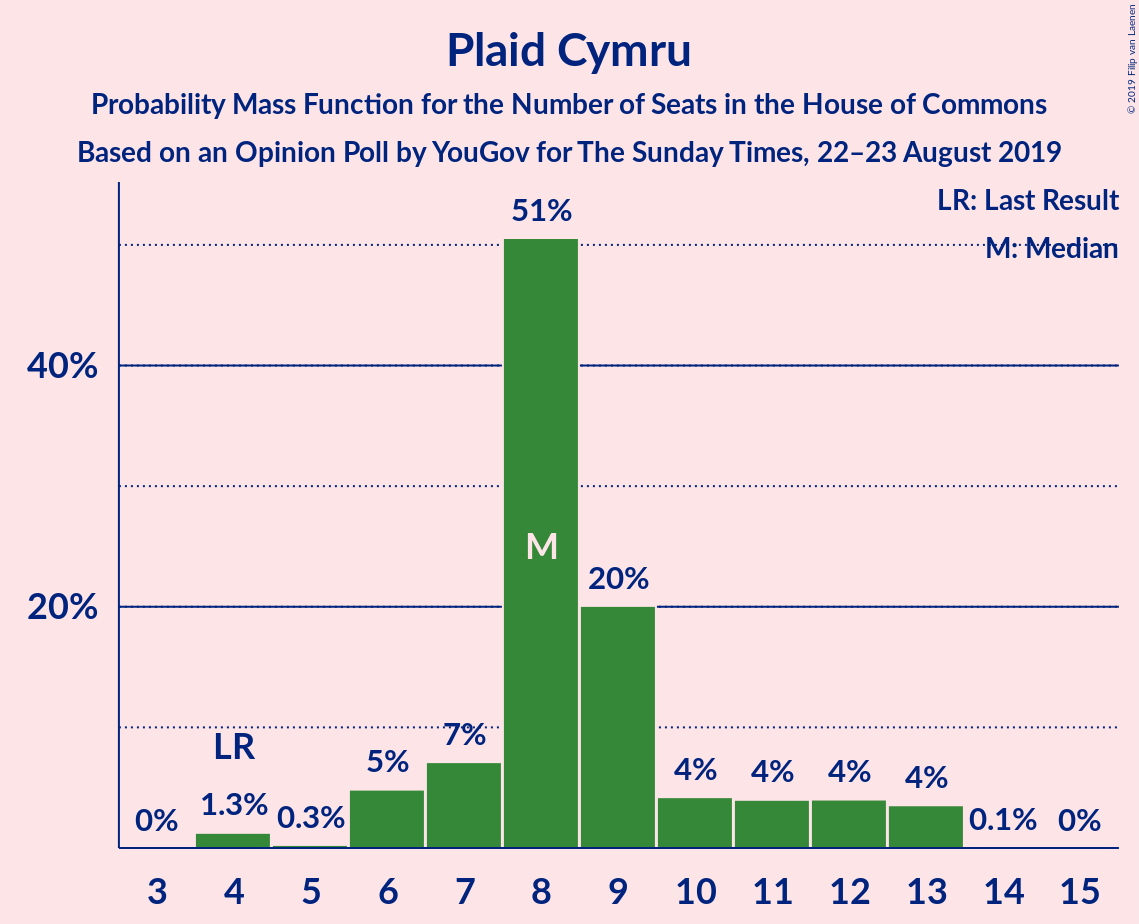 Plaid Cymru
Probability Mass Function for the Number of Seats in the House of Commons
Based on an Opinion Poll by YouGov for The Sunday Times, 22–23 August 2019
© 2019 Filip van Laenen
LR: Last Result
M: Median
51%
40%
M
20%
20%
LR
7%
5%
4%
4%
4%
4%
0%
1.3%
0.3%
0.1%
0%
3 4 5 6 7 8 9 10 11 12 13 14 15